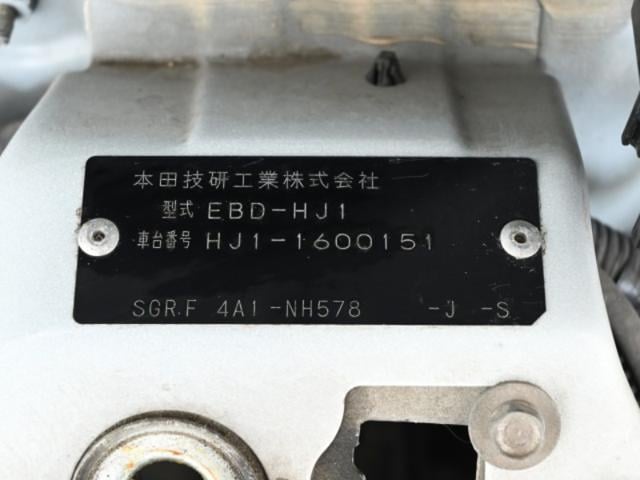 本田技研工業株式会社
型式 EBD-HJ1
車台番号 HJ1-1600151
SGR.F 4A1-NH578 -J -S